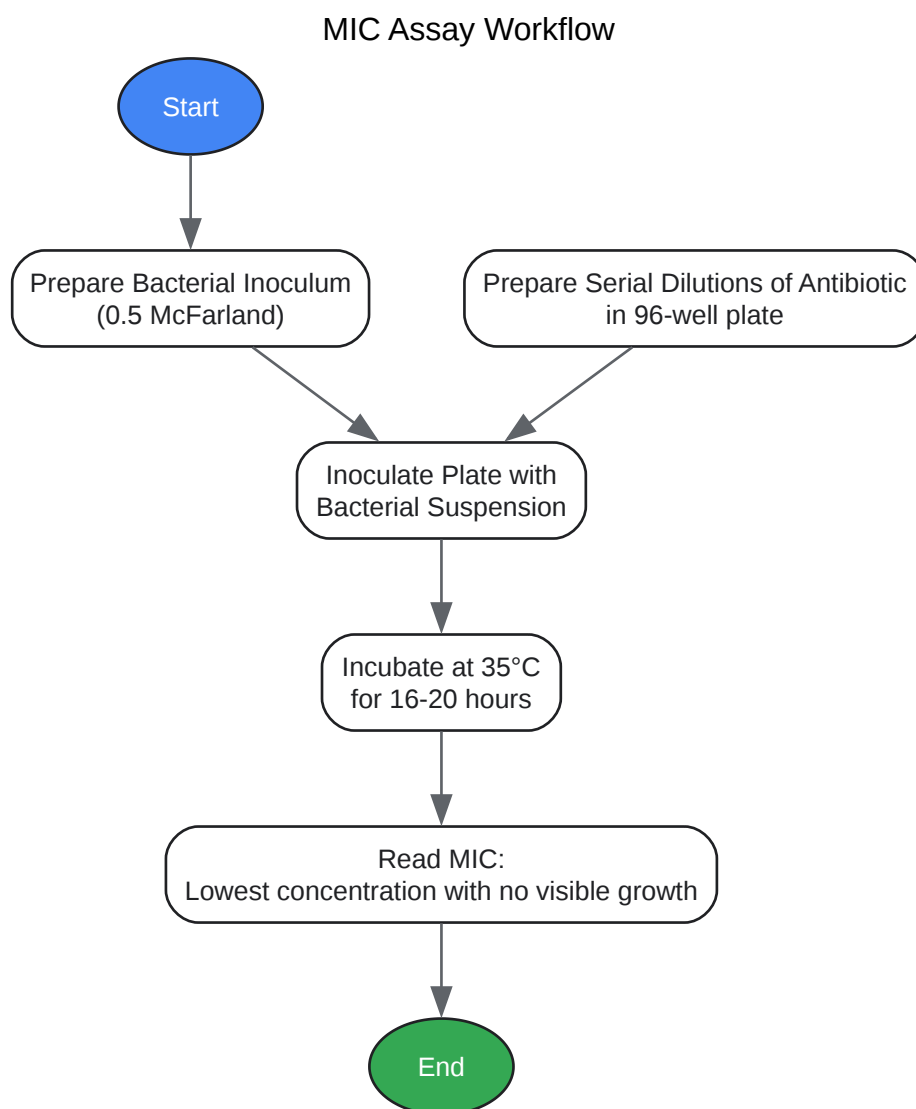 MIC Assay Workflow
Start
Prepare Bacterial Inoculum
(0.5 McFarland)
Prepare Serial Dilutions of Antibiotic
in 96-well plate
Inoculate Plate with
Bacterial Suspension
Incubate at 35°C
for 16-20 hours
Read MIC:
Lowest concentration with no visible growth
End